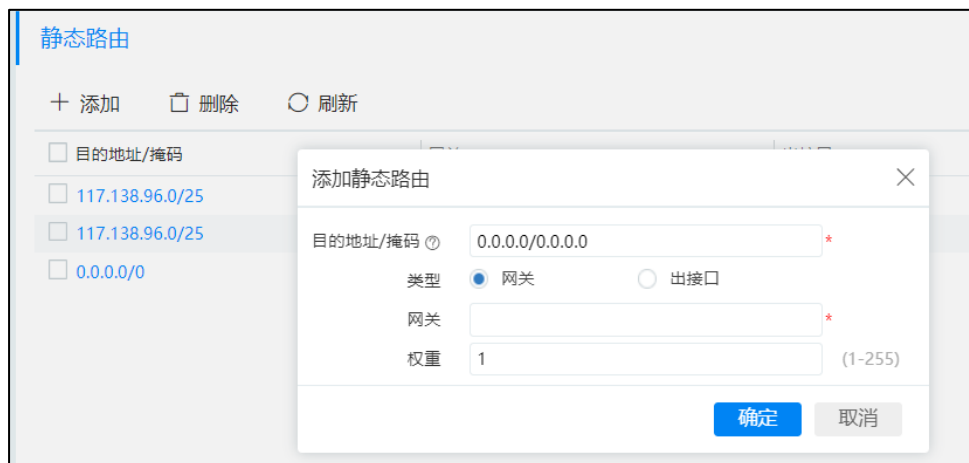 静态路由
添加 删除 刷新
目的地址/掩码
添加静态路由
117.138.96.0/25
117.138.96.0/25
0.0.0.0/0
目的地址/掩码 ? 0.0.0.0/0.0.0.0 *
类型 网关 出接口
网关 *
权重 1 (1-255)
确定 取消